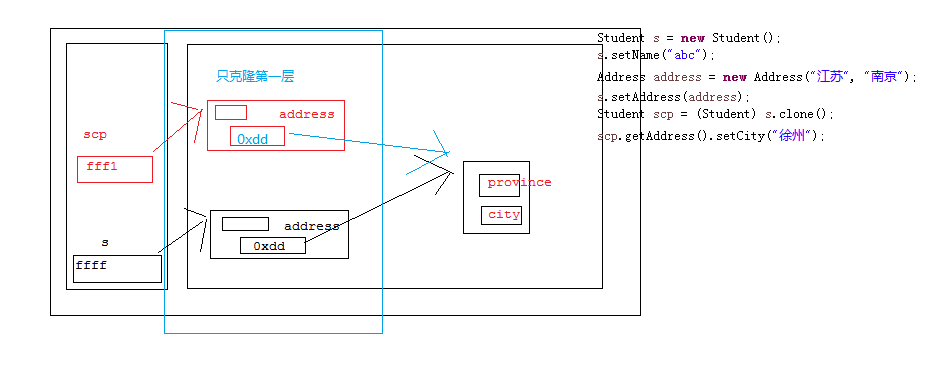 只克隆第一层
address
0xdd
scp
fff1
s
ffff
address
0xdd
province
city
Student s = new Student();
s.setName("abc");
Address address = new Address("江苏", "南京");
s.setAddress(address);
Student scp = (Student) s.clone();
scp.getAddress().setCity("徐州");